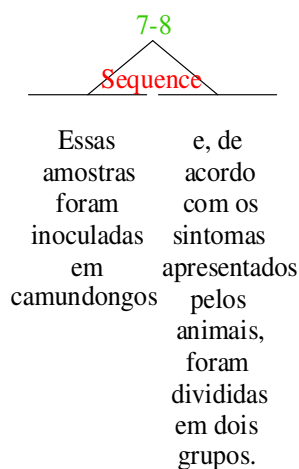 7-8
Sequence
Essas
amostras
foram
inoculadas
em
camundongos
e, de
acordo
com os
sintomas
apresentados
pelos
animais,
foram
divididas
em dois
grupos.